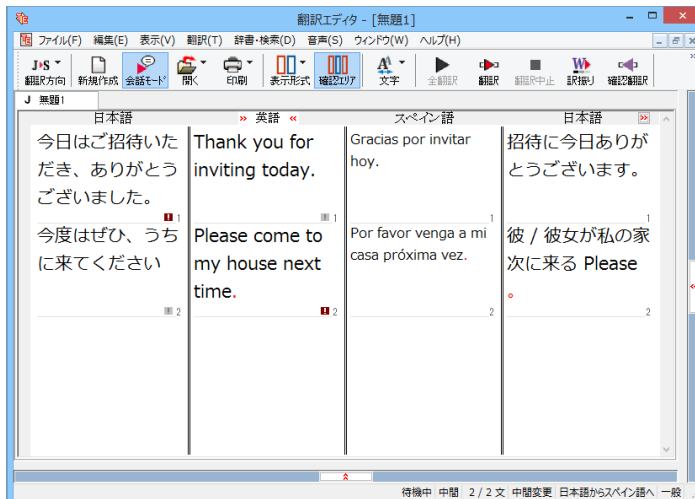 翻訳エディタ - [無題1]
ファイル(F) 編集(E) 表示(V) 翻訳(T) 辞書・検索(D) 音声(S) ウィンドウ(W) ヘルプ(H)
J▸S
翻訳方向 新規作成 会話モード 開く 印刷 表示形式 確認エリア 文字 全翻訳 翻訳 翻訳中止 訳振り 確認翻訳
J 無題1
日本語 » 英語 « スペイン語 日本語 »
今日はご招待いた
だき、ありがとう
ございました。
1
Thank you for
inviting today.
1
Gracias por invitar
hoy.
1
招待に今日ありが
とうございます。
1
今度はぜひ、うち
に来てください
2
Please come to
my house next
time.
2
Por favor venga a mi
casa próxima vez.
2
彼 / 彼女が私の家
次に来る Please
。
2
待機中 中間 2 / 2 文 中間変更 日本語からスペイン語へ 一般